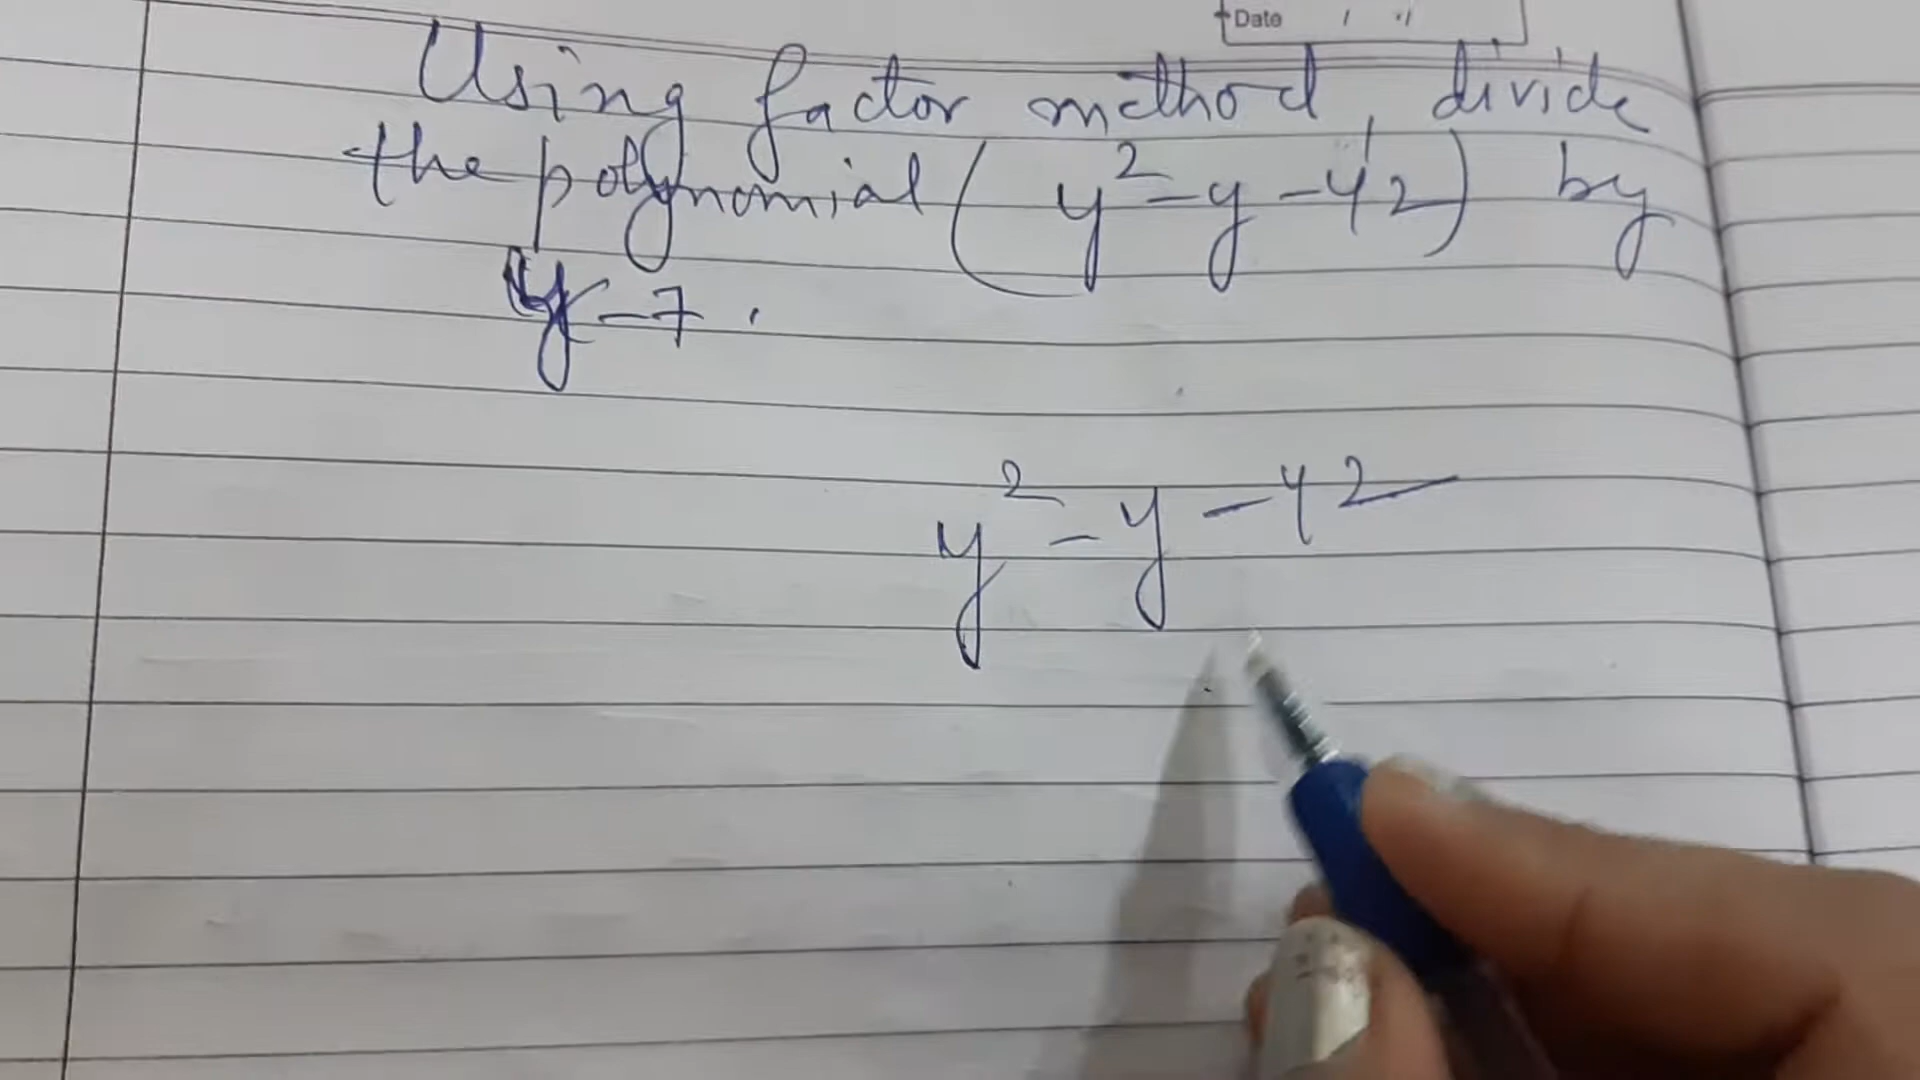 Date / /
Using factor method, divide
the polynomial (y²-y-42) by
y-7.
y²-y-42